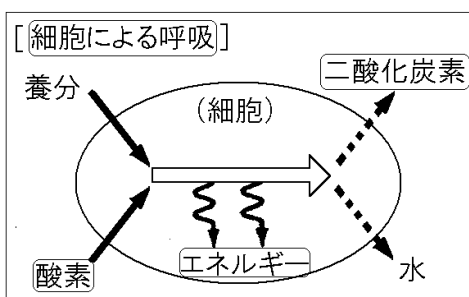 [細胞による呼吸]
二酸化炭素
養分
(細胞)
酸素
エネルギー
水